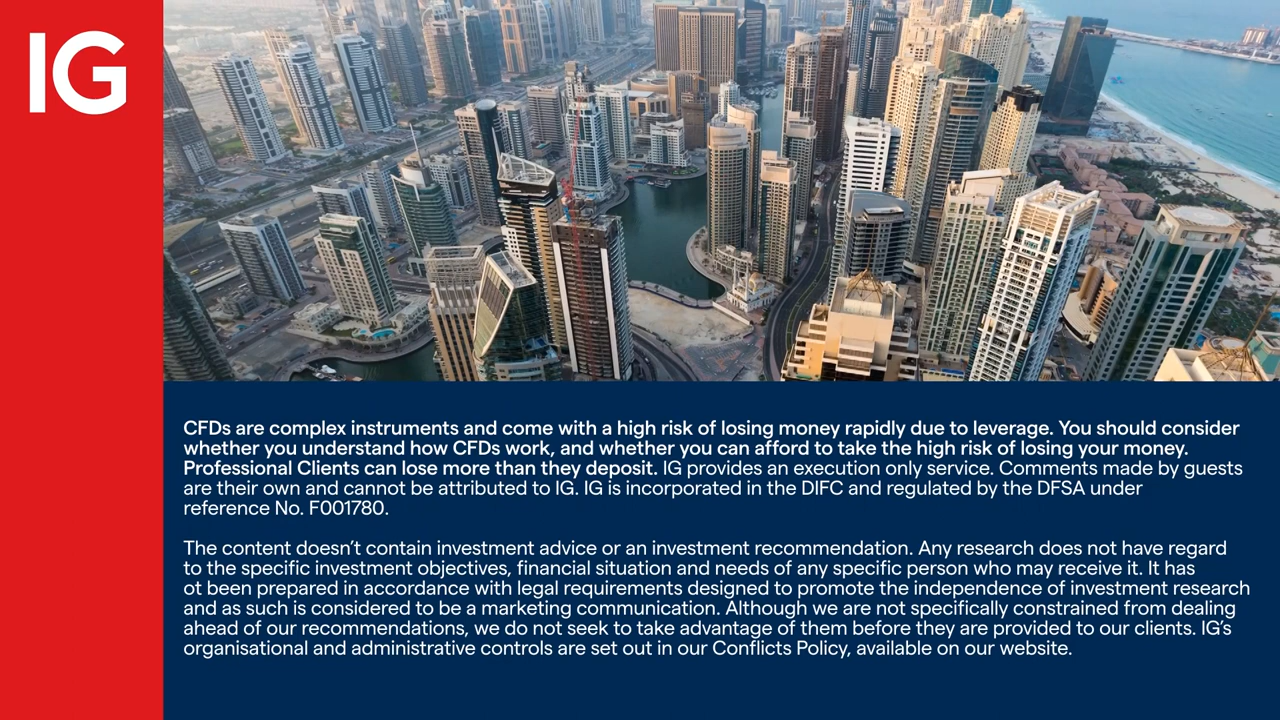 IG
CFDs are complex instruments and come with a high risk of losing money rapidly due to leverage. You should consider
whether you understand how CFDs work, and whether you can afford to take the high risk of losing your money.
Professional Clients can lose more than they deposit. IG provides an execution only service. Comments made by guests
are their own and cannot be attributed to IG. IG is incorporated in the DIFC and regulated by the DFSA under
reference No. F001780.
The content doesn’t contain investment advice or an investment recommendation. Any research does not have regard
to the specific investment objectives, financial situation and needs of any specific person who may receive it. It has
ot been prepared in accordance with legal requirements designed to promote the independence of investment research
and as such is considered to be a marketing communication. Although we are not specifically constrained from dealing
ahead of our recommendations, we do not seek to take advantage of them before they are provided to our clients. IG’s
organisational and administrative controls are set out in our Conflicts Policy, available on our website.